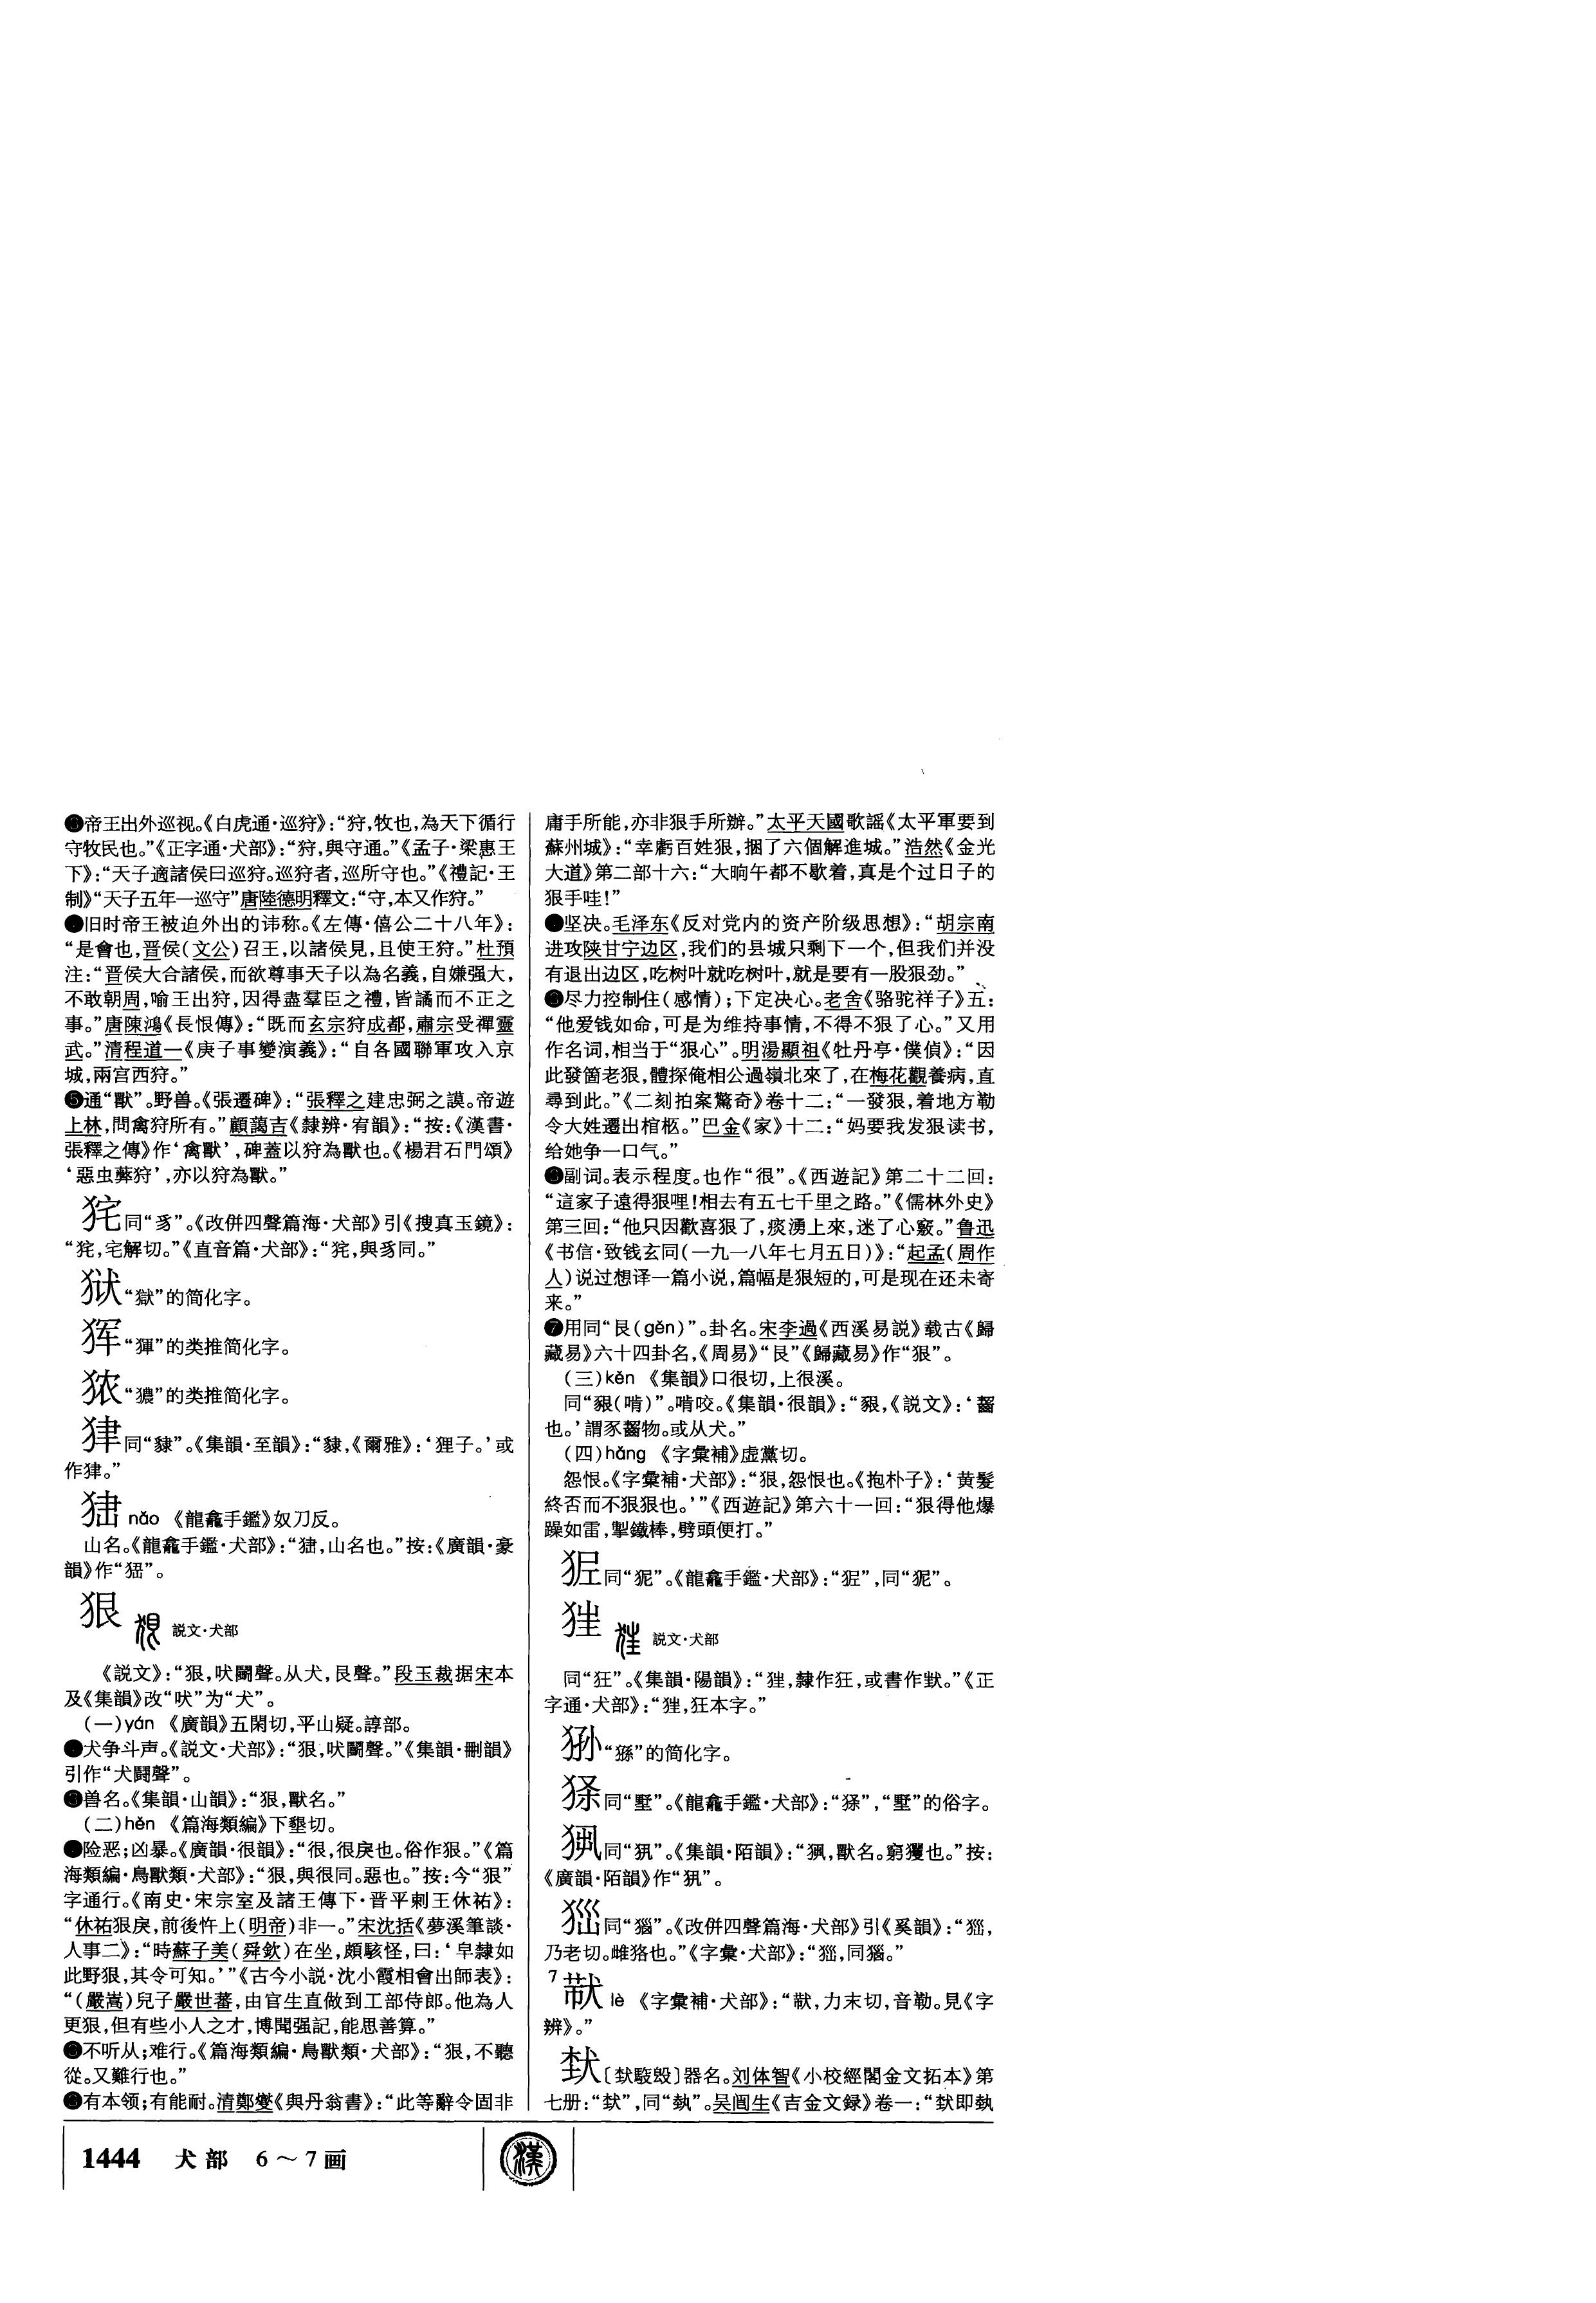 ❸帝王出外巡视。《白虎通·巡狩》：“狩，牧也，為天下循行
守牧民也。”《正字通·犬部》：“狩，與守通。”《孟子·梁惠王
下》：“天子適諸侯曰巡狩。巡狩者，巡所守也。”《禮記·王
制》“天子五年一巡守”唐陸德明釋文：“守，本又作狩。”
旧时帝王被迫外出的讳称。《左傳·僖公二十八年》：
“是會也，晋侯（文公）召王，以諸侯見，且使王狩。”杜預
注：“晋侯大合諸侯，而欲尊事天子以為名義，自嫌强大，
不敢朝周，喻王出狩，因得盡羣臣之禮，皆譎而不正之
事。”唐陳鴻《長恨傳》：“既而玄宗狩成都，肅宗受禪靈
武。”清程道一《庚子事變演義》：“自各國聯軍攻入京
城，兩宫西狩。”
❺通“獸”。野兽。《張遷碑》：“張釋之建忠弼之謨。帝遊
上林，問禽狩所有。”顧藹吉《隸辨·宥韻》：“按：《漢書·
張釋之傳》作‘禽獸’，碑蓋以狩為獸也。《楊君石門頌》
‘惡虫蔽狩’，亦以狩為獸。”
㹰同“豸”。《改併四聲篇海·犬部》引《搜真玉鏡》：
“㹰，宅解切。”《直音篇·犬部》：“㹰，與豸同。”
狱“獄”的简化字。
㹆“獋”的类推简化字。
𰡠“獽”的类推简化字。
㹥同“貄”。《集韻·至韻》：“貄，《爾雅》：‘貍子。’或
作㹥。”
nǎo 《龍龕手鑑》奴刀反。
山名。《龍龕手鑑·犬部》：“，山名也。”按：《廣韻·豪
韻》作“峱”。
狠 説文·犬部
《説文》：“狠，吠鬭聲。从犬，艮聲。”段玉裁据宋本
及《集韻》改“吠”为“犬”。
（一）yán 《廣韻》五閑切，平山疑。諄部。
犬争斗声。《説文·犬部》：“狠，吠鬭聲。”《集韻·刪韻》
引作“犬鬪聲”。
兽名。《集韻·山韻》：“狠，獸名。”
（二）hěn 《篇海類編》下墾切。
险恶；凶暴。《廣韻·很韻》：“很，很戾也。俗作狠。”《篇
海類編·鳥獸類·犬部》：“狠，與很同。惡也。”按：今“狠”
字通行。《南史·宋宗室及諸王傳下·晋平剌王休祐》：
“休祐狠戾，前後忤上（明帝）非一。”宋沈括《夢溪筆談·
人事二》：“時蘇子美（舜欽）在坐，頗駭怪，曰：‘皁隸如
此野狠，其令可知。’”《古今小説·沈小霞相會出師表》：
“（嚴嵩）兒子嚴世蕃，由官生直做到工部侍郎。他為人
更狠，但有些小人之才，博聞强記，能思善算。”
不听从；难行。《篇海類編·鳥獸類·犬部》：“狠，不聽
從。又難行也。”
有本领；有能耐。清鄭燮《與丹翁書》：“此等辭令固非
庸手所能，亦非狠手所辦。”太平天國歌謡《太平軍要到
蘇州城》：“幸虧百姓狠，捆了六個解進城。”浩然《金光
大道》第二部十六：“大晌午都不歇着，真是个过日子的
狠手哇！”
坚决。毛泽东《反对党内的资产阶级思想》：“胡宗南
进攻陕甘宁边区，我们的县城只剩下一个，但我们并没
有退出边区，吃树叶就吃树叶，就是要有一股狠劲。”
尽力控制住（感情）；下定决心。老舍《骆驼祥子》五：
“他爱钱如命，可是为维持事情，不得不狠了心。”又用
作名词，相当于“狠心”。明湯顯祖《牡丹亭·僕偵》：“因
此發箇老狠，體探俺相公過嶺北來了，在梅花觀養病，直
尋到此。”《二刻拍案驚奇》卷十二：“一發狠，着地方勒
令大姓遷出棺柩。”巴金《家》十二：“妈要我发狠读书，
给她争一口气。”
副词。表示程度。也作“很”。《西遊記》第二十二回：
“這家子遠得狠哩！相去有五七千里之路。”《儒林外史》
第三回：“他只因歡喜狠了，痰湧上來，迷了心竅。”鲁迅
《书信·致钱玄同（一九一八年七月五日）》：“起孟（周作
人）说过想译一篇小说，篇幅是狠短的，可是现在还未寄
来。”
❼用同“艮（gěn）”。卦名。宋李過《西溪易説》载古《歸
藏易》六十四卦名，《周易》“艮”《歸藏易》作“狠”。
（三）kěn 《集韻》口很切，上很溪。
同“豤（啃）”。啃咬。《集韻·很韻》：“豤，《説文》：‘齧
也。’謂豕齧物。或从犬。”
（四）hǎng 《字彙補》虚黨切。
怨恨。《字彙補·犬部》：“狠，怨恨也。《抱朴子》：‘黄髮
終否而不狠狠也。’”《西遊記》第六十一回：“狠得他爆
躁如雷，掣鐵棒，劈頭便打。”
同“狔”。《龍龕手鑑·犬部》：“”，同“狔”。
㹵 説文·犬部
同“狂”。《集韻·陽韻》：“㹵，隸作狂，或書作㹜。”《正
字通·犬部》：“㹵，狂本字。”
狲“猻”的简化字。
同“墅”。《龍龕手鑑·犬部》：“”，“墅”的俗字。
同“㹮”。《集韻·陌韻》：“，獸名。窮玃也。”按：
《廣韻·陌韻》作“㹮”。
同“獶”。《改併四聲篇海·犬部》引《奚韻》：“，
乃老切。雌狢也。”《字彙·犬部》：“，同獶。”
7 lè 《字彙補·犬部》：“，力末切，音勒。見《字
辨》。”
〔〕器名。刘体智《小校經閣金文拓本》第
七册：“”，同“埶”。吴闿生《吉金文録》卷一：“即執
1444 犬部 6～7画 漢